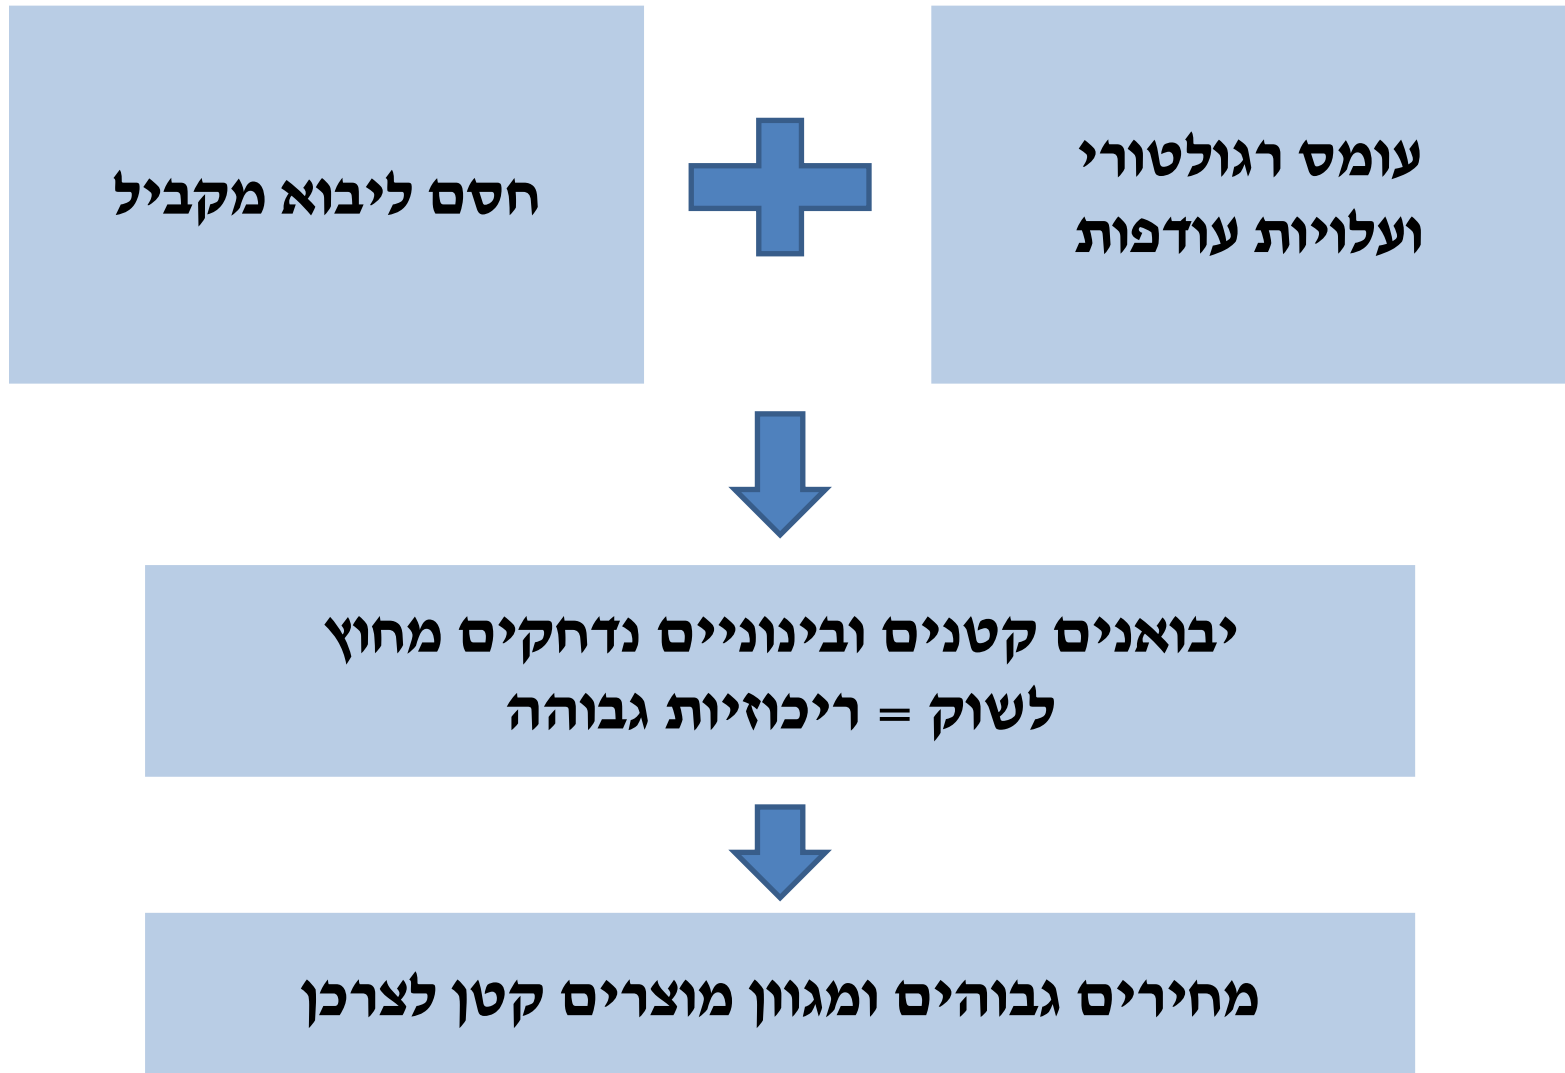 עומס רגולטורי
ועלויות עודפות
חסם ליבוא מקביל
יבואנים קטנים ובינוניים נדחקים מחוץ
לשוק = ריכוזיות גבוהה
מחירים גבוהים ומגוון מוצרים קטן לצרכן